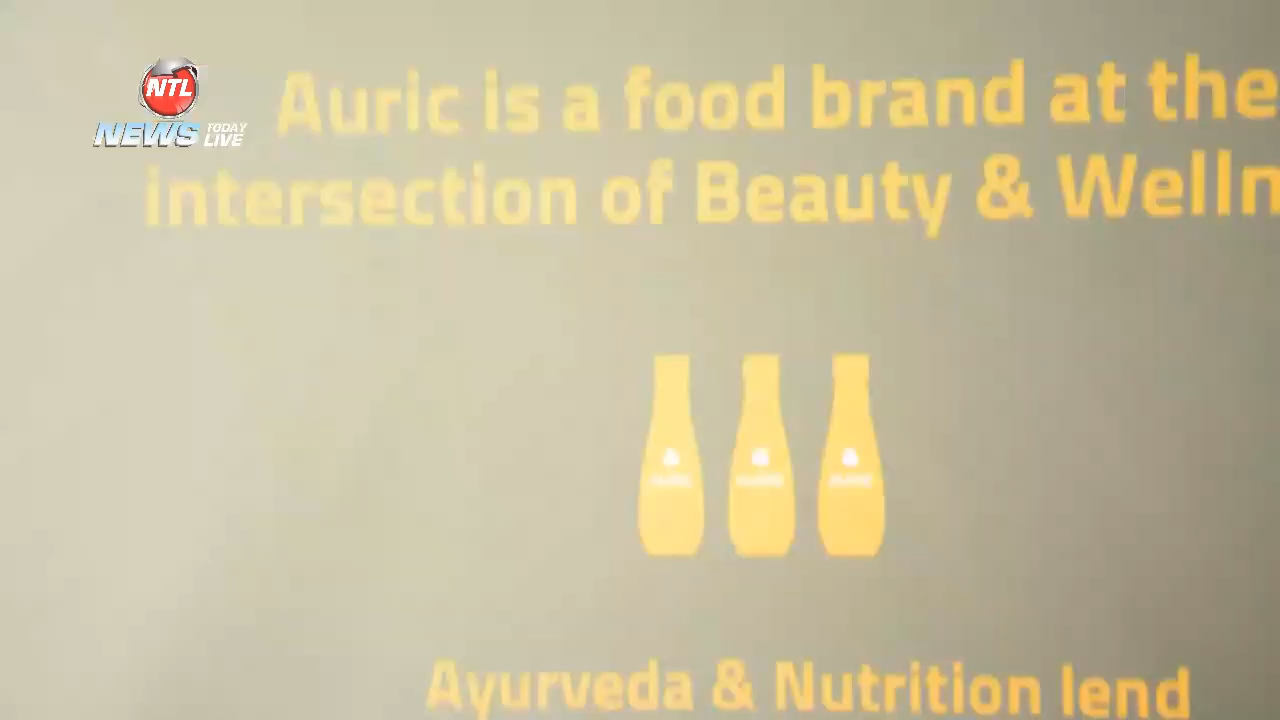 NTL
NEWS TODAY LIVE
Auric is a food brand at the
intersection of Beauty & Welln
Ayurveda & Nutrition lend